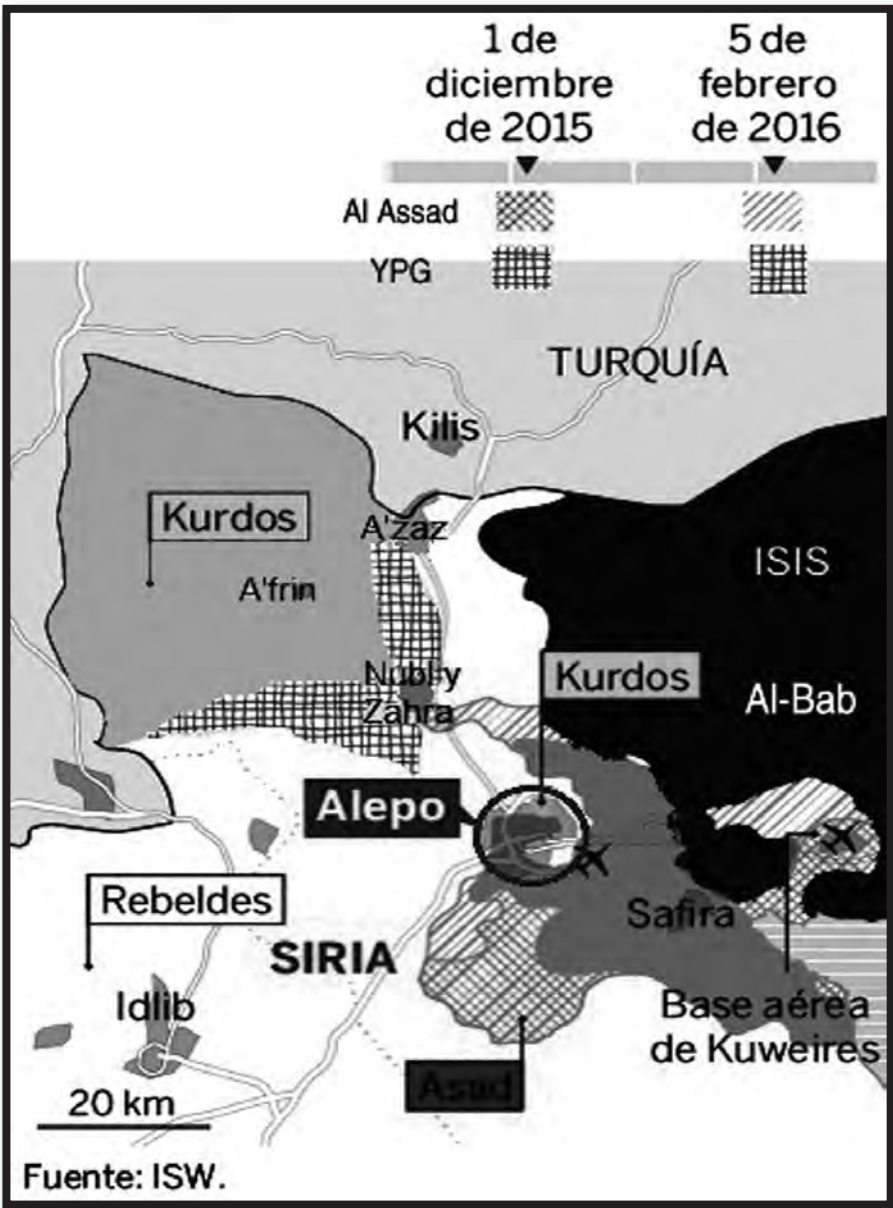 1 de
diciembre
de 2015
5 de
febrero
de 2016
Al Assad
YPG
TURQUÍA
Kilis
Kurdos
A'zaz
A'frin
ISIS
Nubl y
Zahra
Kurdos
Al-Bab
Alepo
Rebeldes
Safira
SIRIA
Idlib
Base aérea
de Kuweires
Asad
20 km
Fuente: ISW.